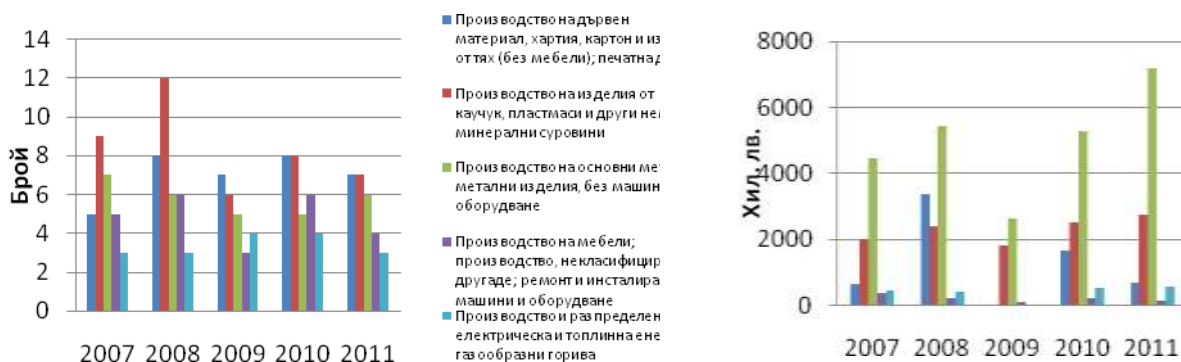 14
12
10
8
6
4
2
0
Брой
2007 2008 2009 2010 2011
Производство на дървен
материал, хартия, картон и из
от тях (без мебели); печатна д
Производство на изделия от
каучук, пластмаси и други нем
минерални суровини
Производство на основни мет
метални изделия, без машин
оборудване
Производство на мебели;
производство, некласифицир
другаде; ремонт и инсталира
машини и оборудване
Производство и разпределен
електрическа и топлинна ене
газообразни горива
8000
6000
4000
2000
0
Хил. лв.
2007 2008 2009 2010 2011